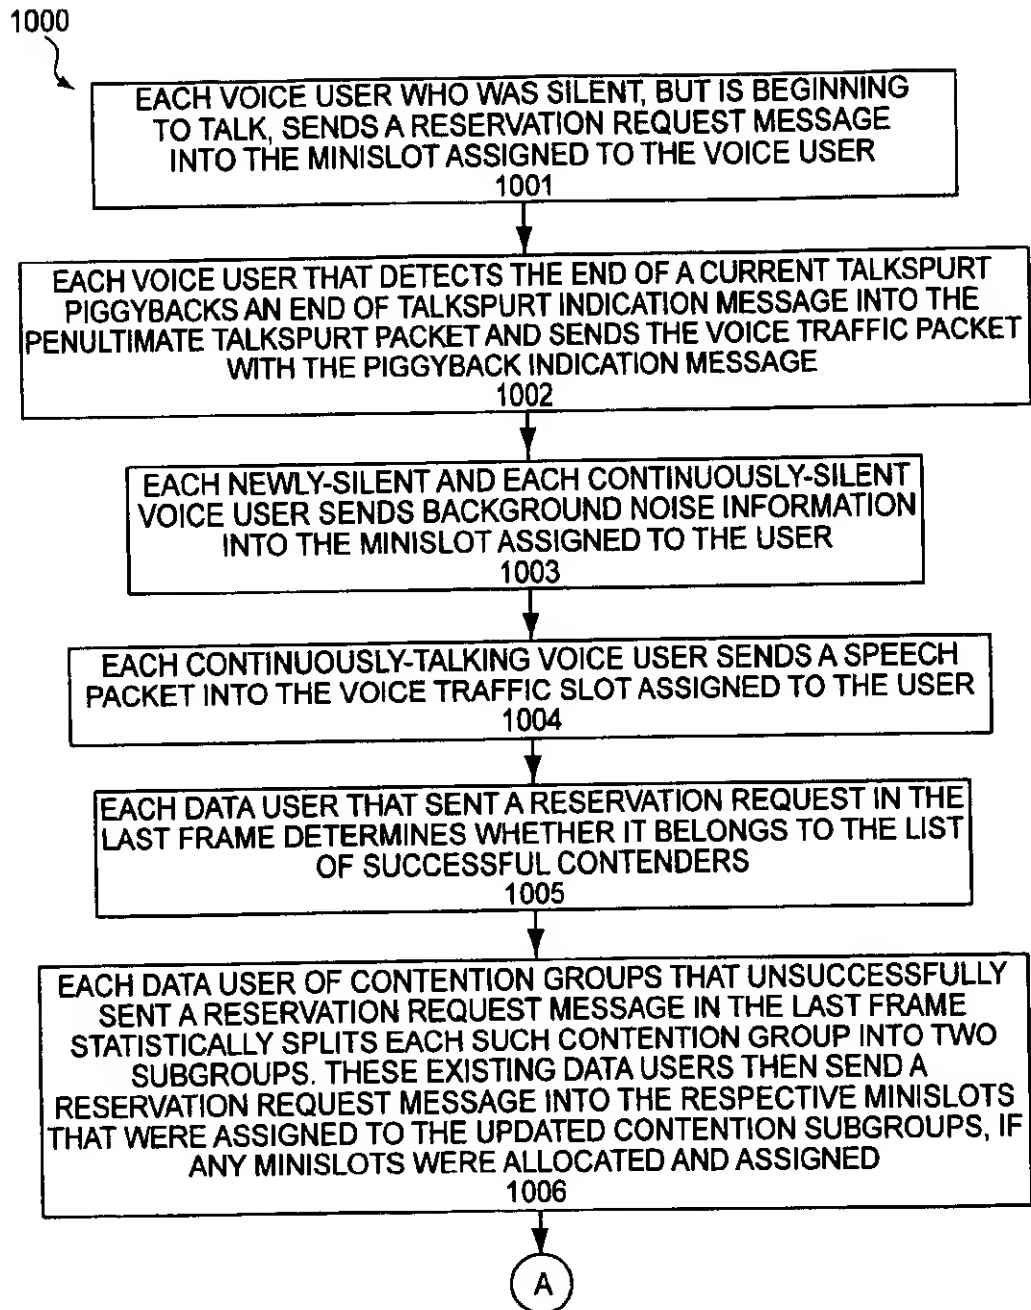 1000
EACH VOICE USER WHO WAS SILENT, BUT IS BEGINNING
TO TALK, SENDS A RESERVATION REQUEST MESSAGE
INTO THE MINISLOT ASSIGNED TO THE VOICE USER
1001
EACH VOICE USER THAT DETECTS THE END OF A CURRENT TALKSPURT
PIGGYBACKS AN END OF TALKSPURT INDICATION MESSAGE INTO THE
PENULTIMATE TALKSPURT PACKET AND SENDS THE VOICE TRAFFIC PACKET
WITH THE PIGGYBACK INDICATION MESSAGE
1002
EACH NEWLY-SILENT AND EACH CONTINUOUSLY-SILENT
VOICE USER SENDS BACKGROUND NOISE INFORMATION
INTO THE MINISLOT ASSIGNED TO THE USER
1003
EACH CONTINUOUSLY-TALKING VOICE USER SENDS A SPEECH
PACKET INTO THE VOICE TRAFFIC SLOT ASSIGNED TO THE USER
1004
EACH DATA USER THAT SENT A RESERVATION REQUEST IN THE
LAST FRAME DETERMINES WHETHER IT BELONGS TO THE LIST
OF SUCCESSFUL CONTENDERS
1005
EACH DATA USER OF CONTENTION GROUPS THAT UNSUCCESSFULLY
SENT A RESERVATION REQUEST MESSAGE IN THE LAST FRAME
STATISTICALLY SPLITS EACH SUCH CONTENTION GROUP INTO TWO
SUBGROUPS. THESE EXISTING DATA USERS THEN SEND A
RESERVATION REQUEST MESSAGE INTO THE RESPECTIVE MINISLOTS
THAT WERE ASSIGNED TO THE UPDATED CONTENTION SUBGROUPS, IF
ANY MINISLOTS WERE ALLOCATED AND ASSIGNED
1006
A